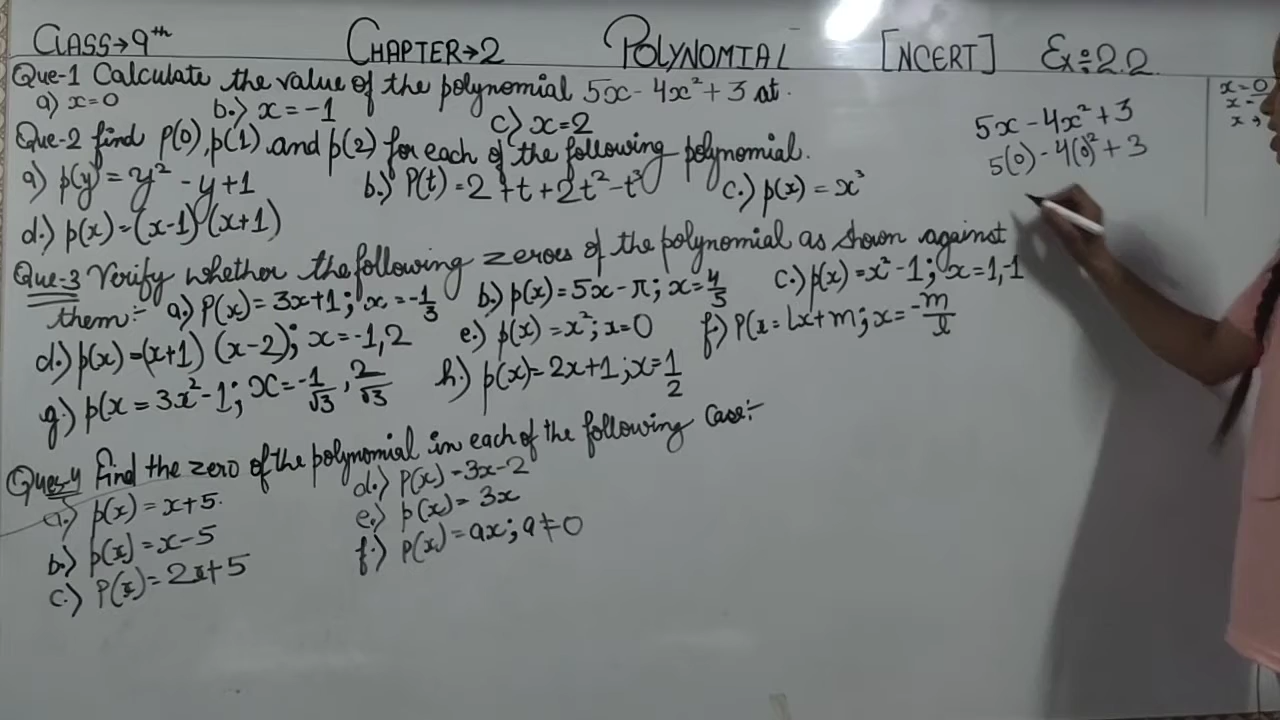 CLASS→9th CHAPTER→2 POLYNOMIAL [NCERT] Ex÷2.2
Que-1 Calculate the value of the polynomial 5x - 4x² + 3 at.
a) x=0 b.) x = -1 c) x=2
Que-2 find p(0), p(1) and p(2) for each of the following polynomial.
a) p(y) = y² - y + 1 b.) P(t) = 2 + t + 2t² - t³ c.) p(x) = x³
d.) p(x) = (x-1) (x+1)
Que-3 Verify whether the following zeroes of the polynomial as shown against
them:- a.) P(x) = 3x+1; x = -1/3 b.) p(x) = 5x - π; x = 4/5 c.) p(x) = x² - 1; x = 1, -1
d.) p(x) = (x+1) (x-2); x = -1, 2 e.) p(x) = x²; x=0 f.) P(x = Lx + m; x = -m/l
g.) p(x = 3x² - 1; x = -1/√3, 2/√3 h.) p(x) = 2x+1; x = 1/2
Ques-4 Find the zero of the polynomial in each of the following case:-
a.) p(x) = x+5. d.) P(x) = 3x-2
b.) p(x) = x-5 e.) p(x) = 3x
c.) P(x) = 2x+5 f.) P(x) = ax; a≠0
5x - 4x² + 3
5(0) - 4(0)² + 3
x=0
x =
x →